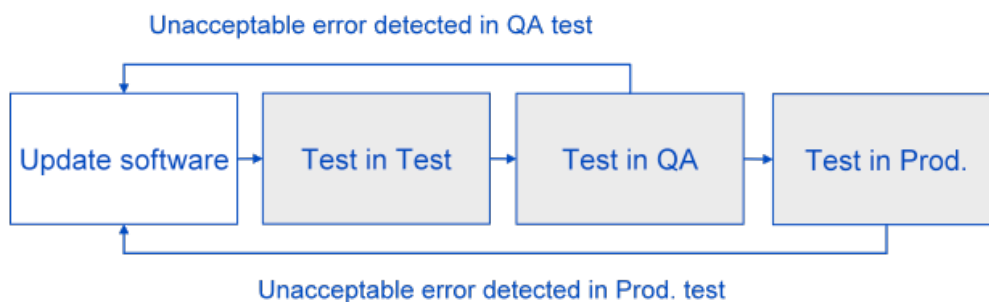 Unacceptable error detected in QA test
Update software
Test in Test
Test in QA
Test in Prod.
Unacceptable error detected in Prod. test